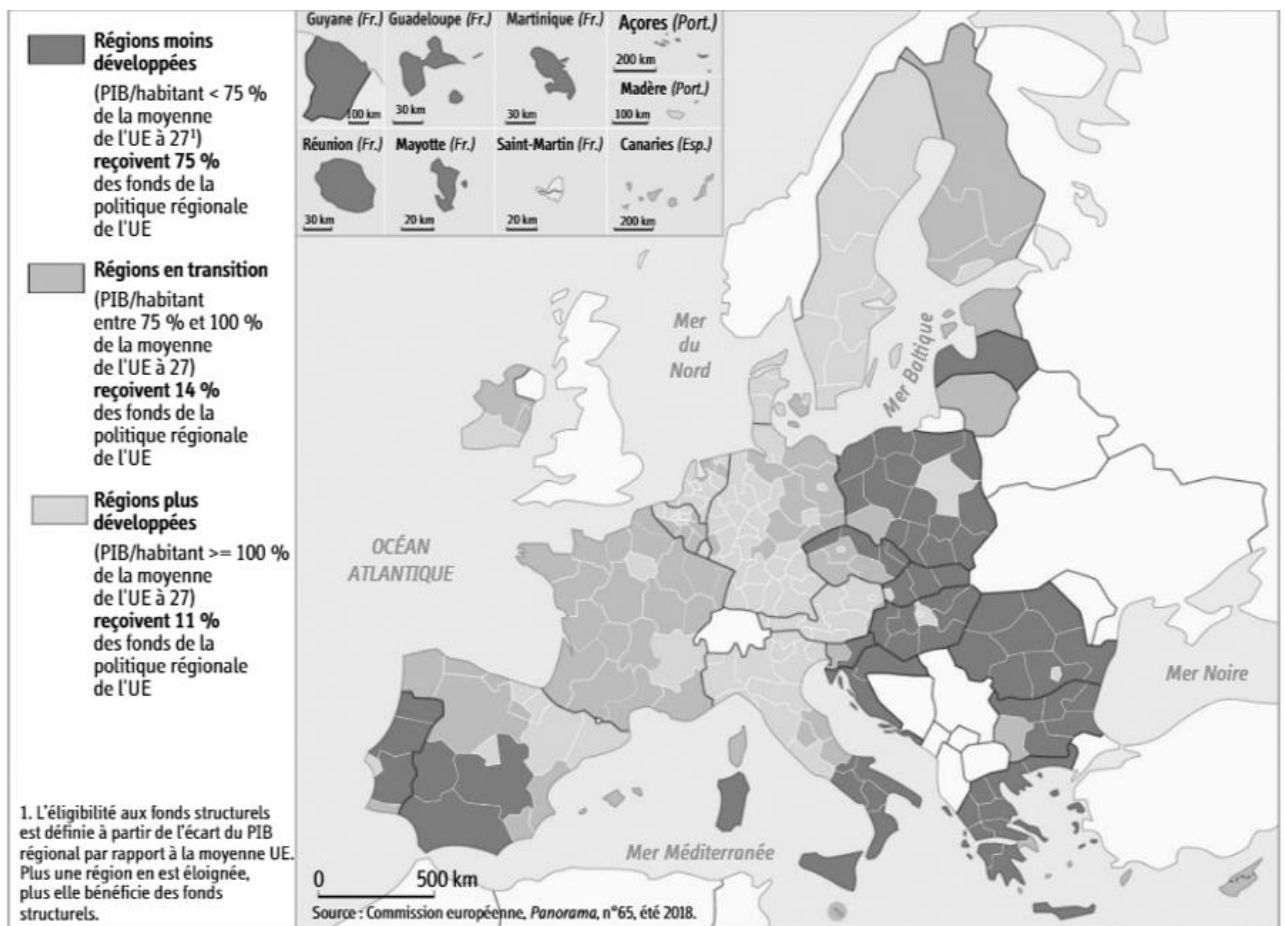 Régions moins
développées
(PIB/habitant < 75 %
de la moyenne
de l'UE à 27¹)
reçoivent 75 %
des fonds de la
politique régionale
de l'UE
Régions en transition
(PIB/habitant
entre 75 % et 100 %
de la moyenne
de l'UE à 27)
reçoivent 14 %
des fonds de la
politique régionale
de l'UE
Régions plus
développées
(PIB/habitant >= 100 %
de la moyenne
de l'UE à 27)
reçoivent 11 %
des fonds de la
politique régionale
de l'UE
1. L'éligibilité aux fonds structurels
est définie à partir de l'écart du PIB
régional par rapport à la moyenne UE.
Plus une région en est éloignée,
plus elle bénéficie des fonds
structurels.
Guyane (Fr.)
100 km
Guadeloupe (Fr.)
30 km
Martinique (Fr.)
30 km
Açores (Port.)
200 km
Madère (Port.)
100 km
Réunion (Fr.)
30 km
Mayotte (Fr.)
20 km
Saint-Martin (Fr.)
20 km
Canaries (Esp.)
200 km
Mer
du
Nord
Mer Baltique
OCÉAN
ATLANTIQUE
Mer Noire
Mer Méditerranée
0 500 km
Source : Commission européenne, Panorama, n°65, été 2018.